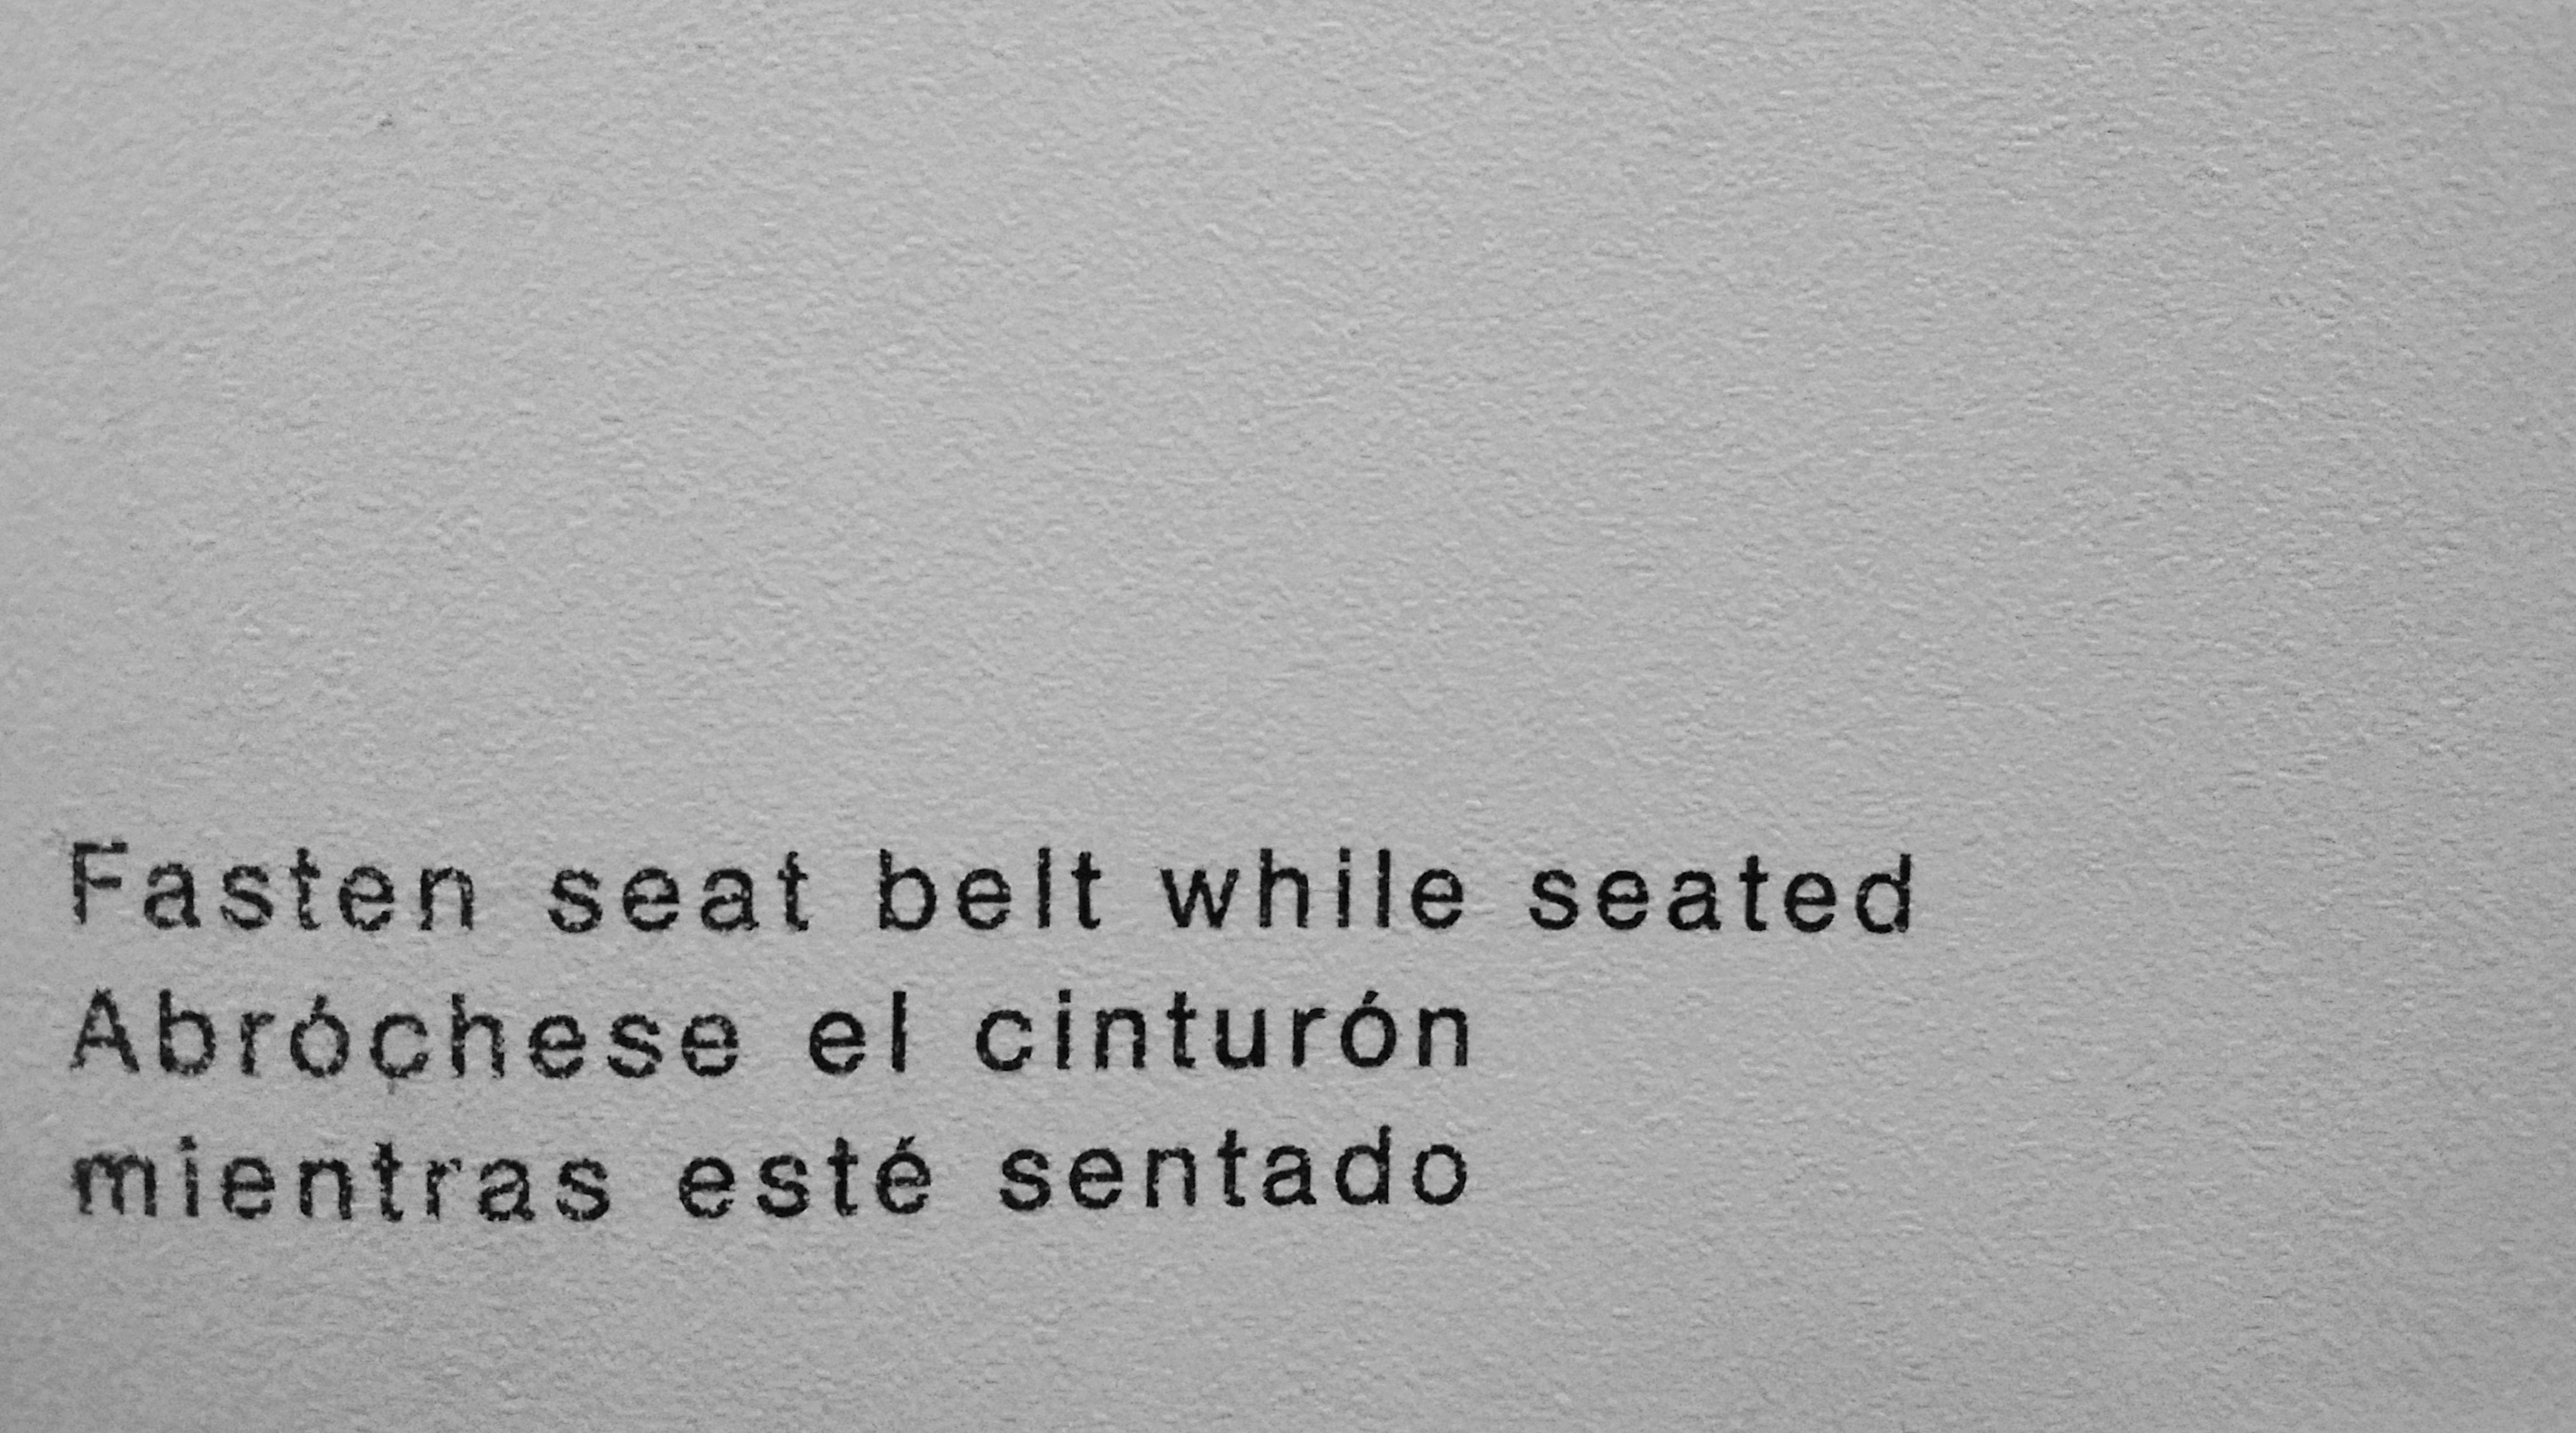 Fasten seat belt while seated
Abróchese el cinturón
mientras esté sentado